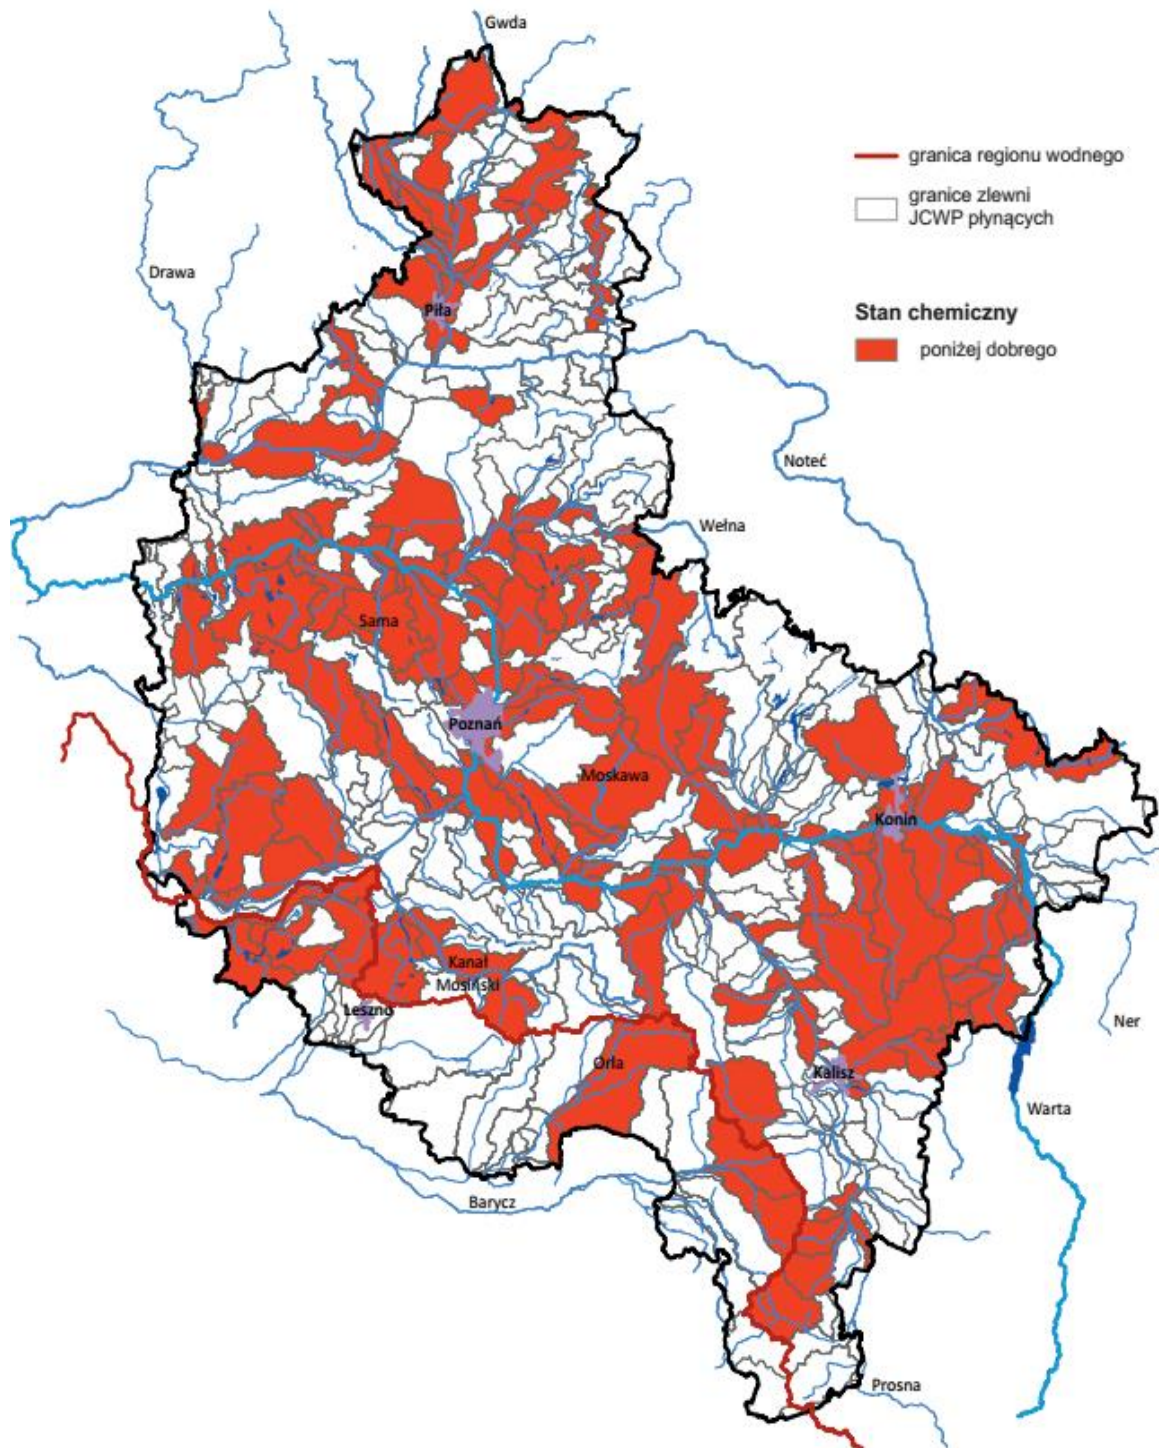 Gwda
granica regionu wodnego
granice zlewni
JCWP płynących
Drawa
Stan chemiczny
Piła
poniżej dobrego
Noteć
Wełna
Sama
Poznań
Moskawa
Konin
Kanał
Mosiński
Leszno
Ner
Orla
Kalisz
Warta
Barycz
Prosna